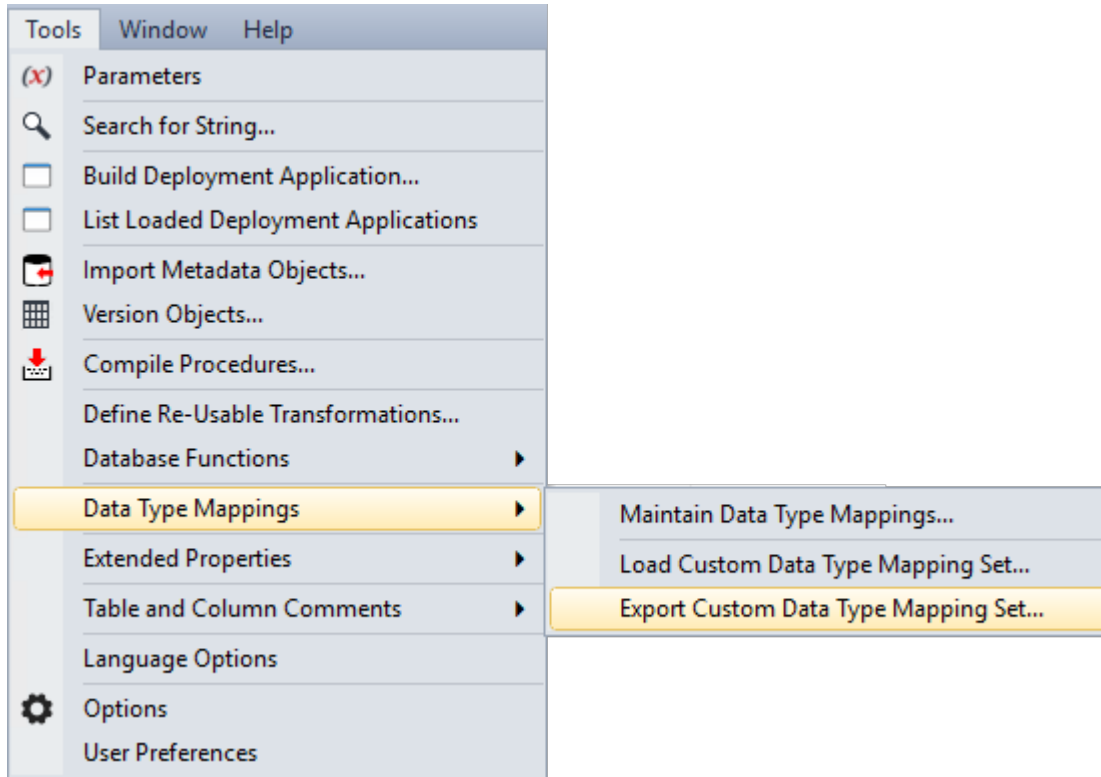 Tools Window Help
(x) Parameters
Search for String...
Build Deployment Application...
List Loaded Deployment Applications
Import Metadata Objects...
Version Objects...
Compile Procedures...
Define Re-Usable Transformations...
Database Functions
Data Type Mappings
Maintain Data Type Mappings...
Load Custom Data Type Mapping Set...
Export Custom Data Type Mapping Set...
Extended Properties
Table and Column Comments
Language Options
Options
User Preferences